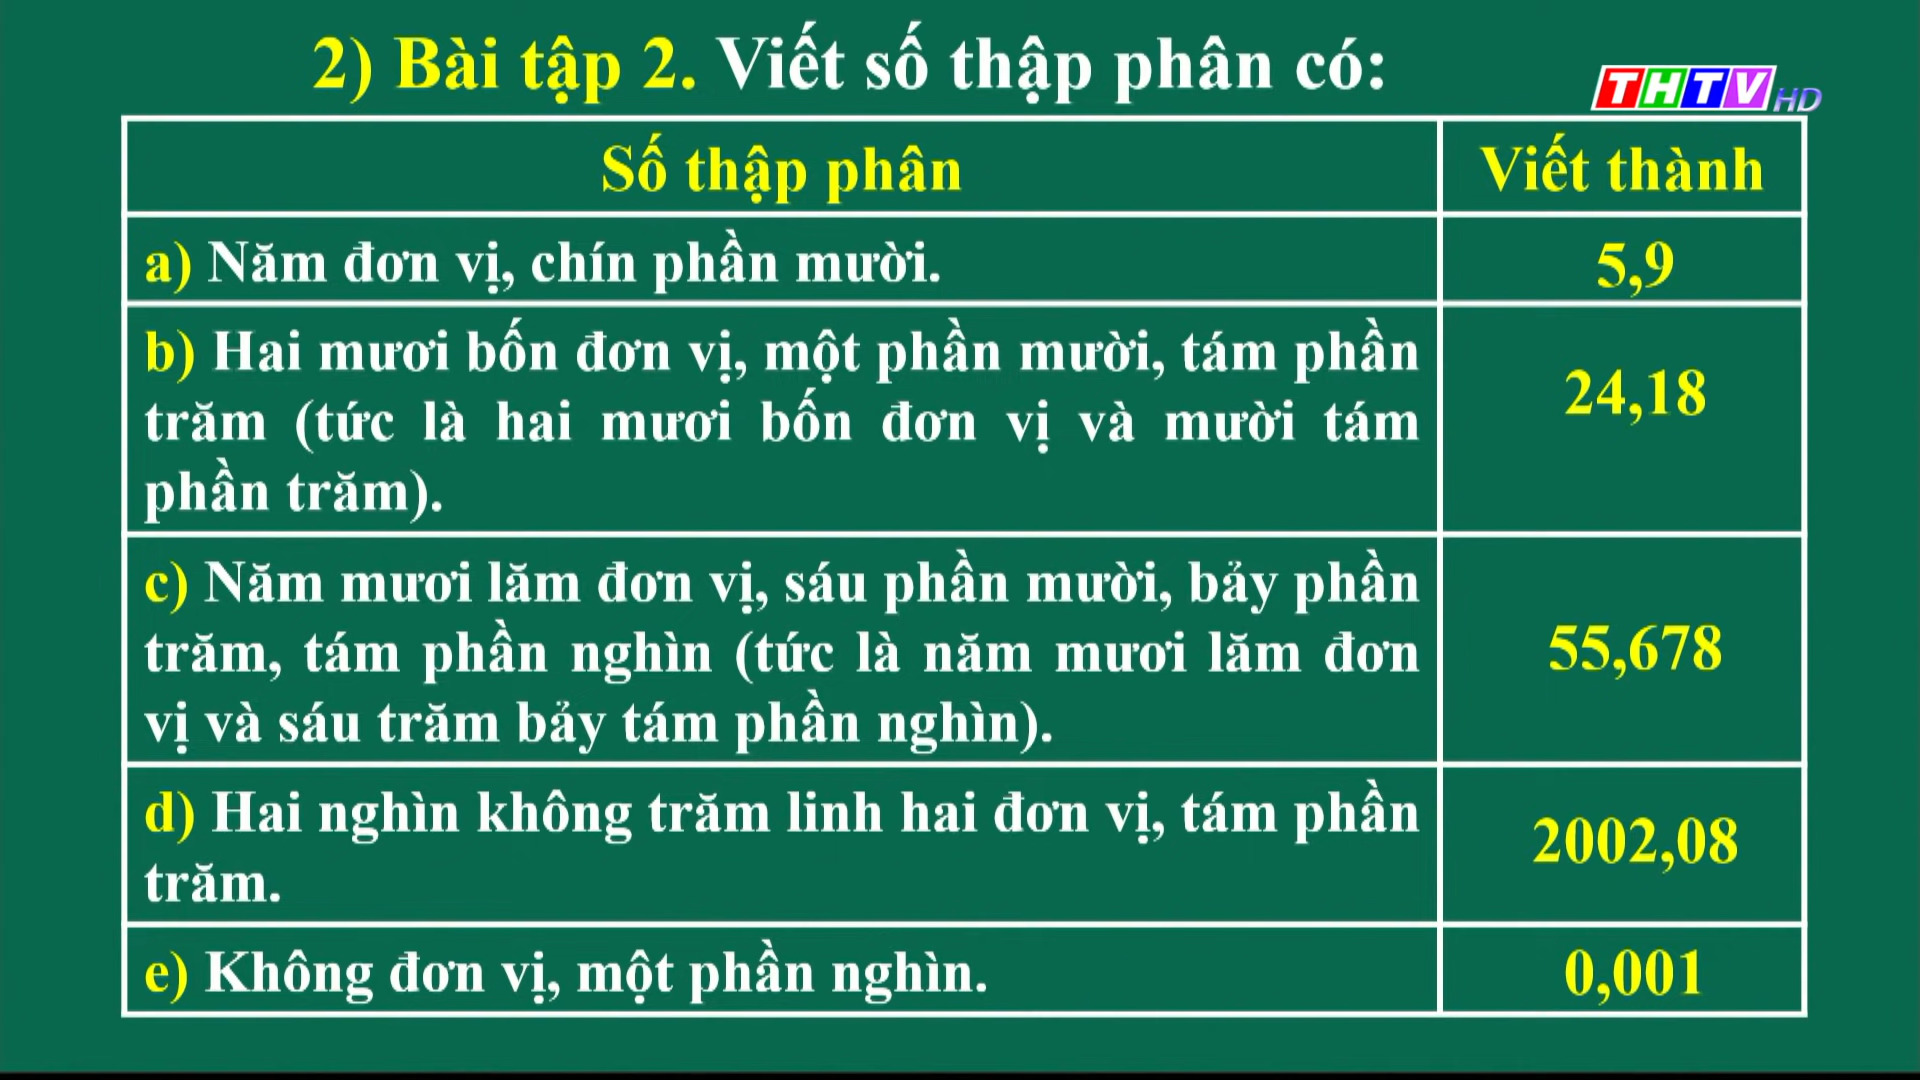 2) Bài tập 2. Viết số thập phân có:
THTV HD
Số thập phân
Viết thành
a) Năm đơn vị, chín phần mười.
5,9
b) Hai mươi bốn đơn vị, một phần mười, tám phần
trăm (tức là hai mươi bốn đơn vị và mười tám
phần trăm).
24,18
c) Năm mươi lăm đơn vị, sáu phần mười, bảy phần
trăm, tám phần nghìn (tức là năm mươi lăm đơn
vị và sáu trăm bảy tám phần nghìn).
55,678
d) Hai nghìn không trăm linh hai đơn vị, tám phần
trăm.
2002,08
e) Không đơn vị, một phần nghìn.
0,001